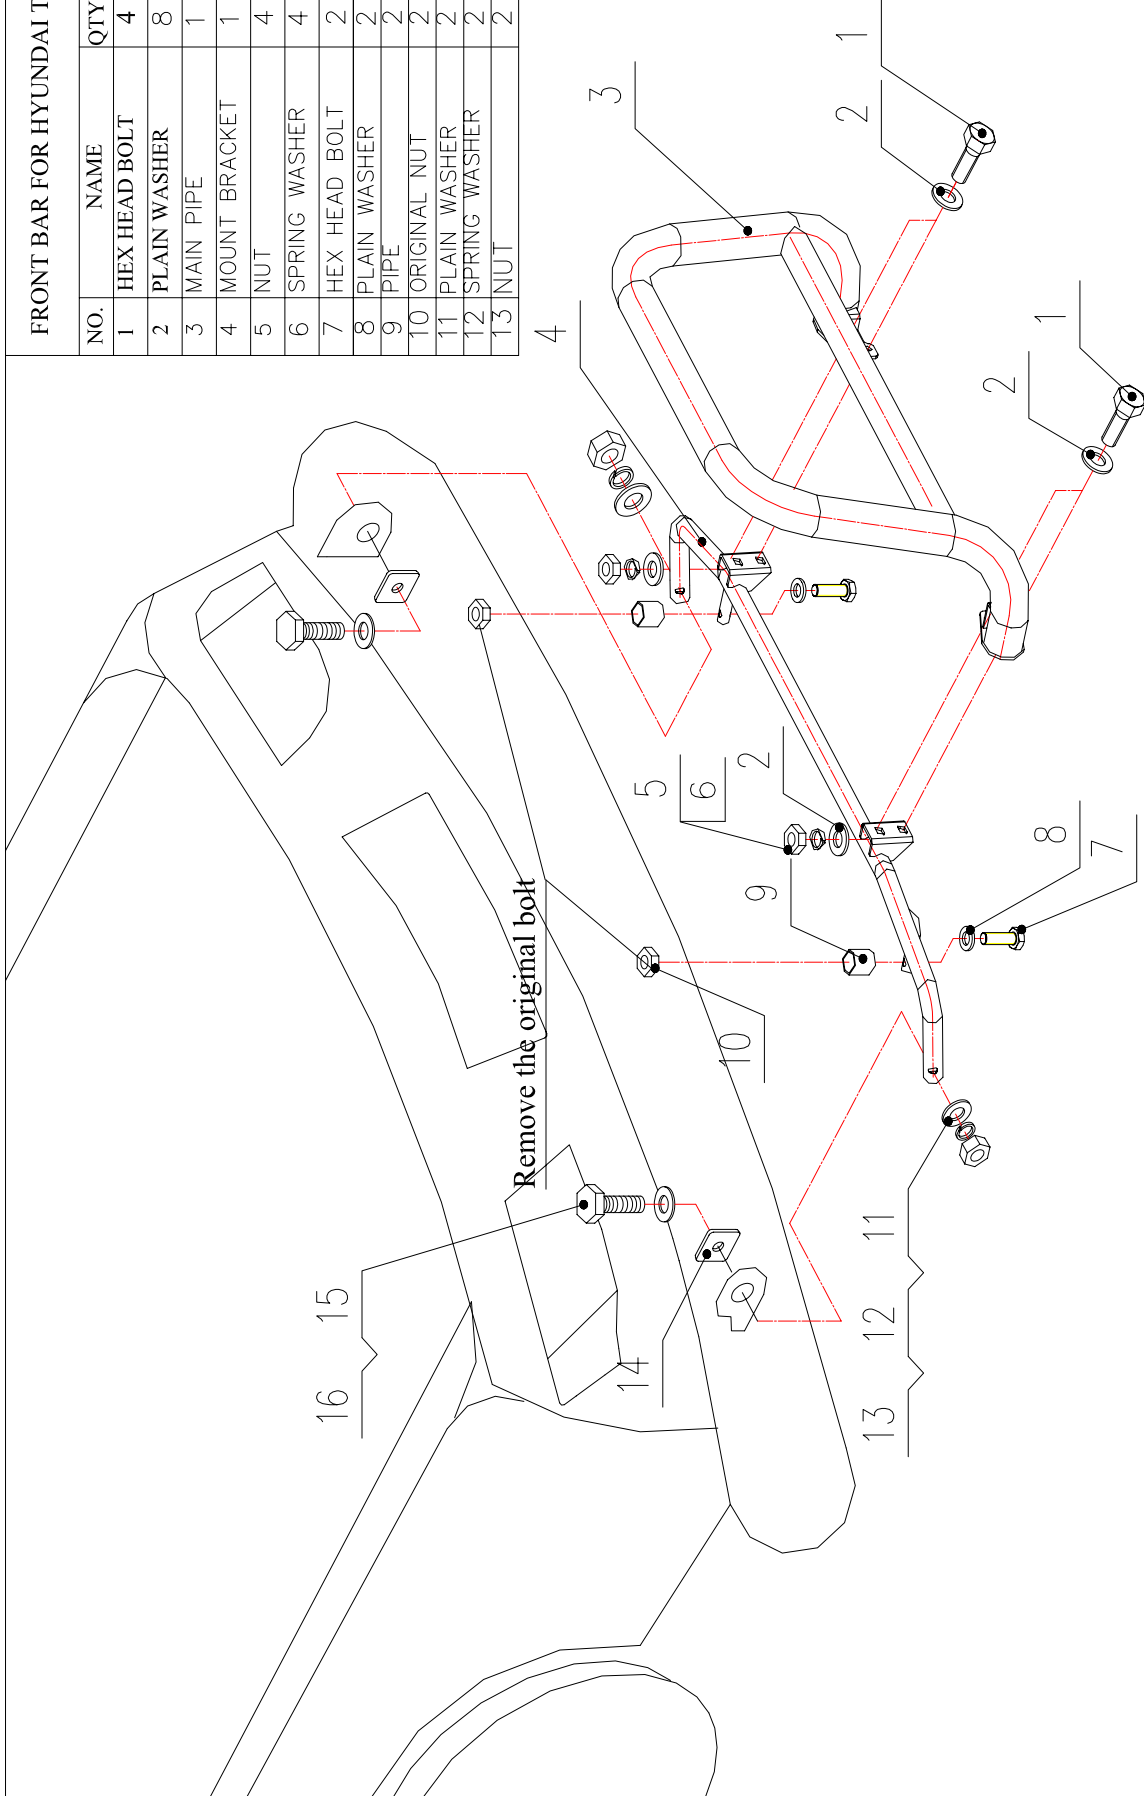 FRONT BAR FOR HYUNDAI T
NO. NAME QTY
1 HEX HEAD BOLT 4
2 PLAIN WASHER 8
3 MAIN PIPE 1
4 MOUNT BRACKET 1
5 NUT 4
6 SPRING WASHER 4
7 HEX HEAD BOLT 2
8 PLAIN WASHER 2
9 PIPE 2
10 ORIGINAL NUT 2
11 PLAIN WASHER 2
12 SPRING WASHER 2
13 NUT 2
16 15
Remove the original bolt
14
10
5
6
4
3
2
9
13 12 11
2 1
8
7
2 1